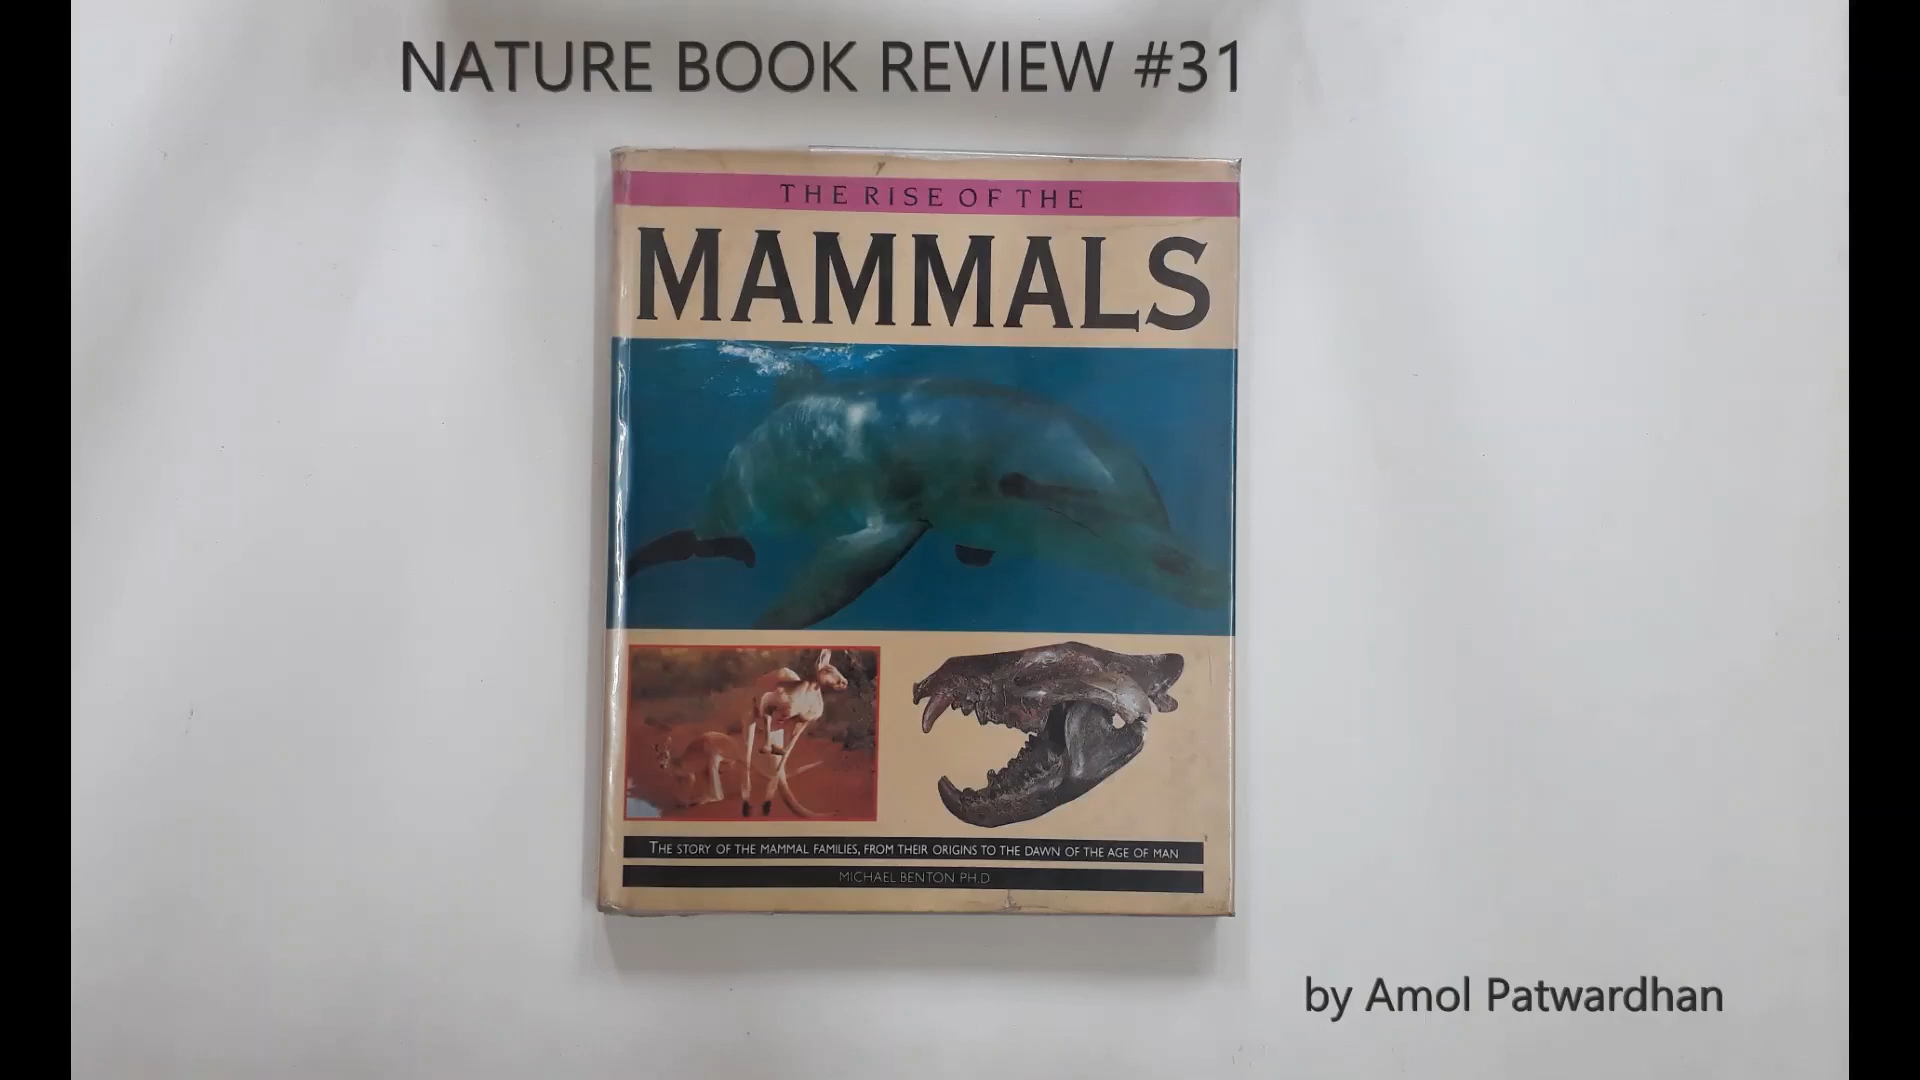 NATURE BOOK REVIEW #31
THE RISE OF THE
MAMMALS
THE STORY OF THE MAMMAL FAMILIES, FROM THEIR ORIGINS TO THE DAWN OF THE AGE OF MAN
MICHAEL BENTON PH.D
by Amol Patwardhan